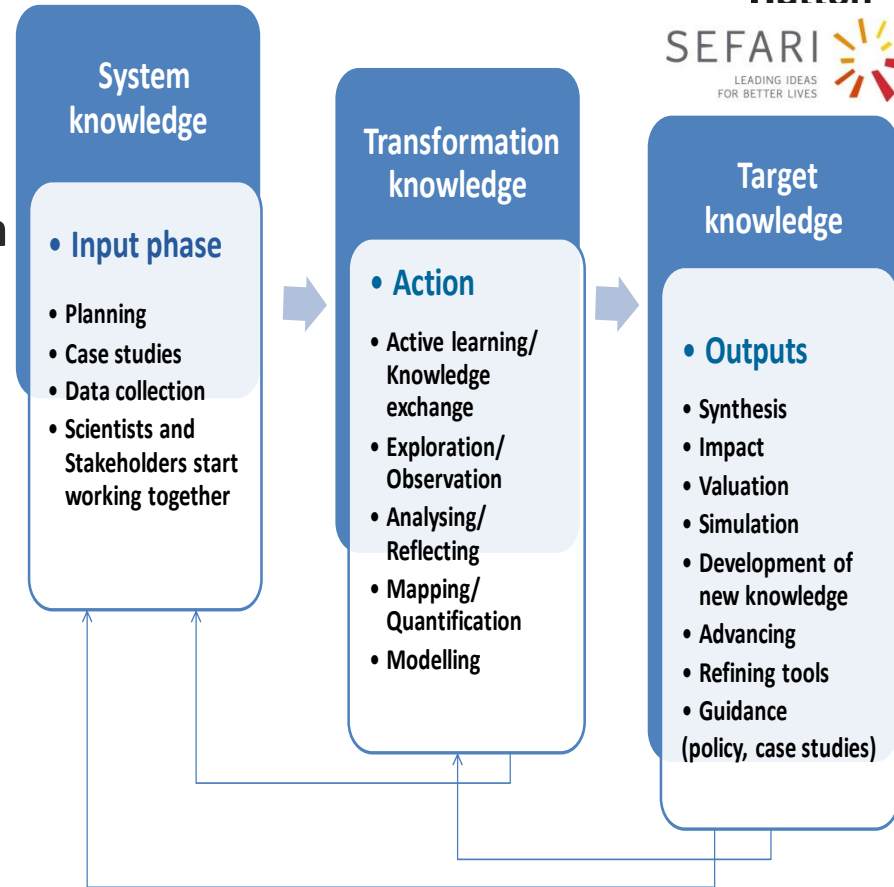 SEFARI
LEADING IDEAS
FOR BETTER LIVES
System
knowledge
• Input phase
• Planning
• Case studies
• Data collection
• Scientists and
Stakeholders start
working together
Transformation
knowledge
• Action
• Active learning/
Knowledge
exchange
• Exploration/
Observation
• Analysing/
Reflecting
• Mapping/
Quantification
• Modelling
Target
knowledge
• Outputs
• Synthesis
• Impact
• Valuation
• Simulation
• Development of
new knowledge
• Advancing
• Refining tools
• Guidance
(policy, case studies)